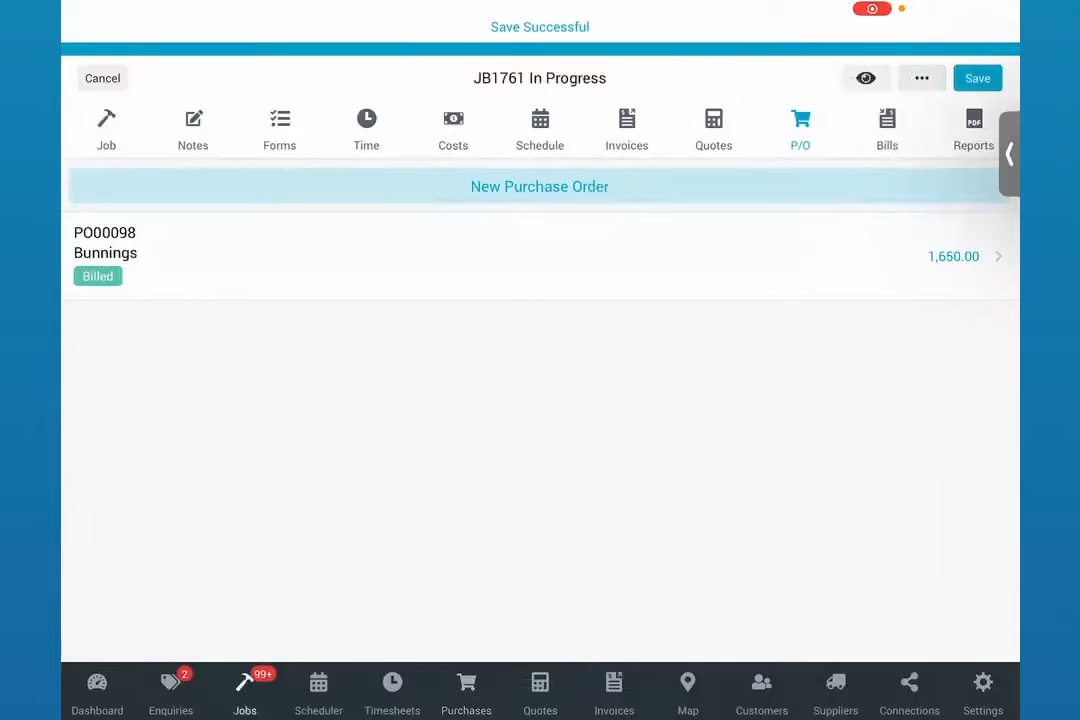 Save Successful
Cancel
JB1761 In Progress
Save
Job
Notes
Forms
Time
Costs
Schedule
Invoices
Quotes
P/O
Bills
PDF
Reports
New Purchase Order
PO00098
Bunnings
Billed
1,650.00
2
99+
Dashboard
Enquiries
Jobs
Scheduler
Timesheets
Purchases
Quotes
Invoices
Map
Customers
Suppliers
Connections
Settings